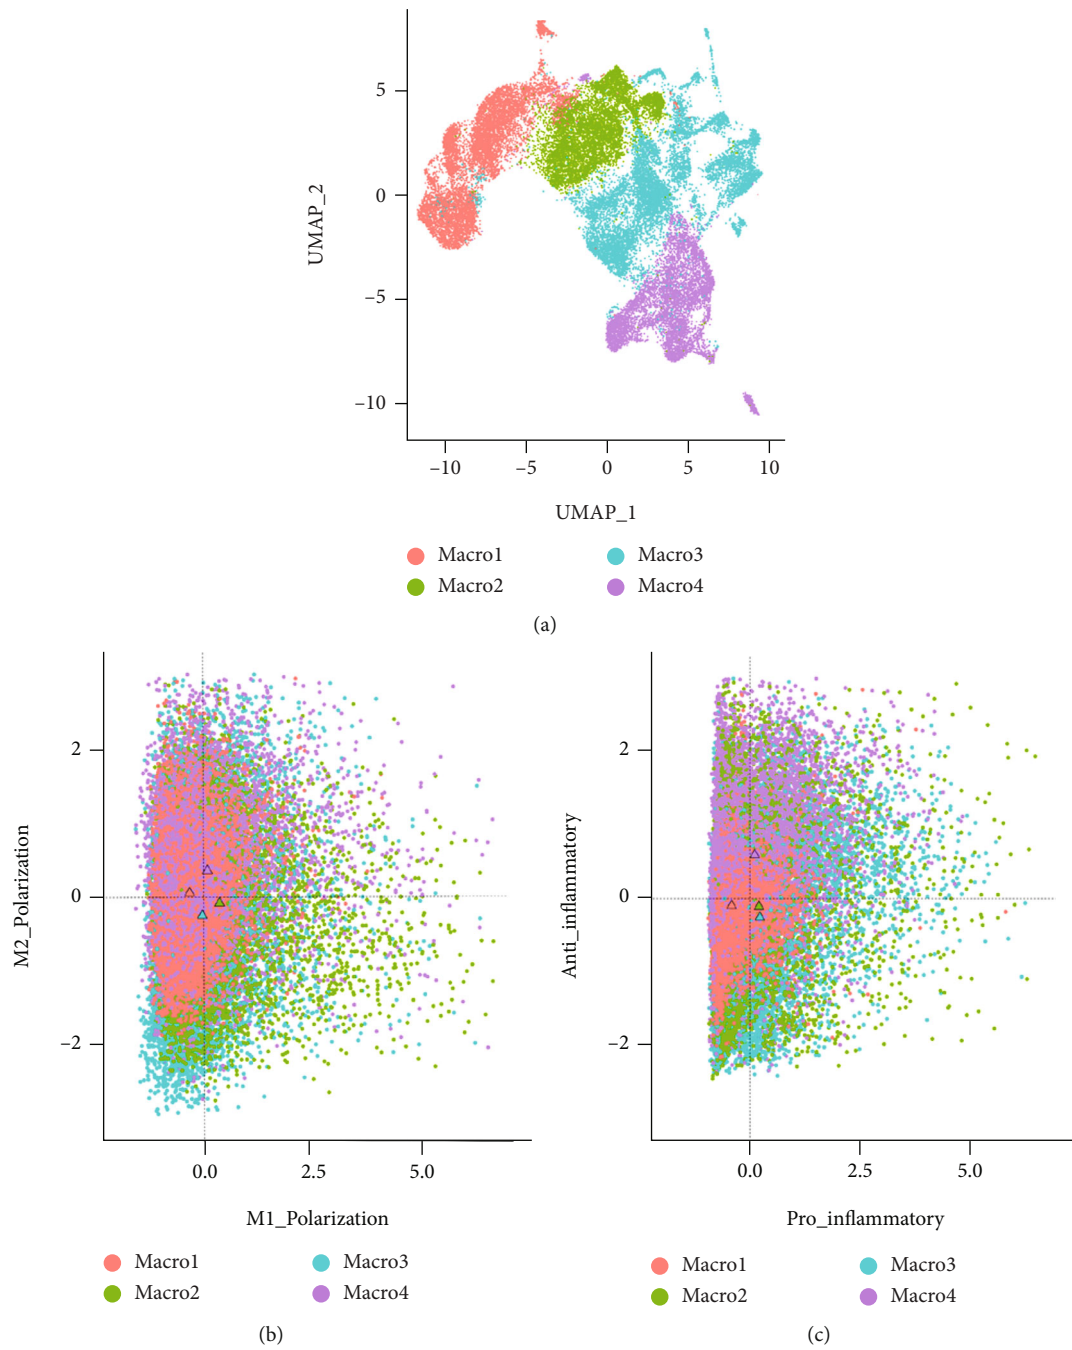 UMAP_2
5
0
−5
−10
−10 −5 0 5 10
UMAP_1
Macro1 Macro3
Macro2 Macro4
(a)
M2_Polarization
2
0
−2
0.0 2.5 5.0
M1_Polarization
Macro1 Macro3
Macro2 Macro4
(b)
Anti_inflammatory
2
0
−2
0.0 2.5 5.0
Pro_inflammatory
Macro1 Macro3
Macro2 Macro4
(c)